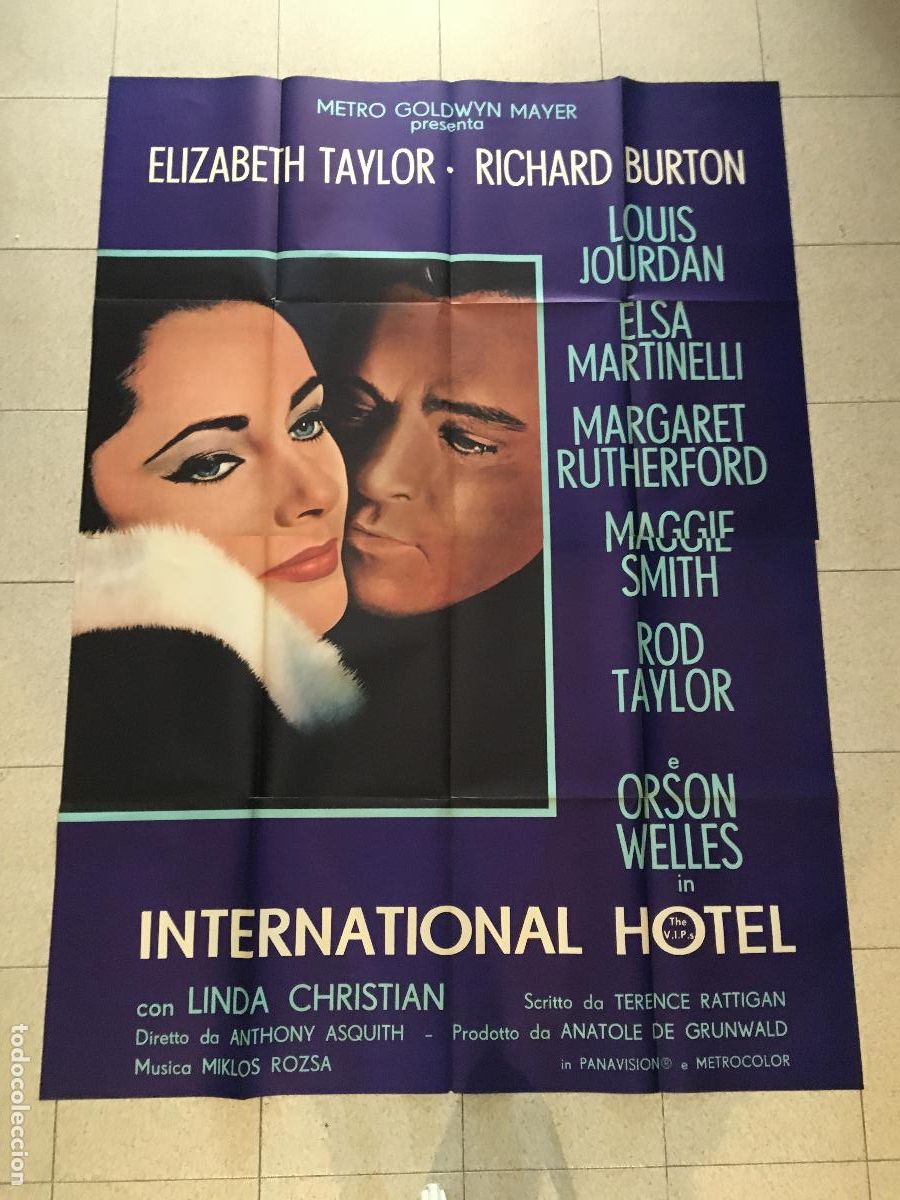 METRO GOLDWYN MAYER
presenta
ELIZABETH TAYLOR · RICHARD BURTON
LOUIS
JOURDAN
ELSA
MARTINELLI
MARGARET
RUTHERFORD
MAGGIE
SMITH
ROD
TAYLOR
e
ORSON
WELLES
in
INTERNATIONAL HOTEL
The
V.I.P.s
con LINDA CHRISTIAN
Scritto da TERENCE RATTIGAN
Diretto da ANTHONY ASQUITH - Prodotto da ANATOLE DE GRUNWALD
Musica MIKLOS ROZSA
in PANAVISION® e METROCOLOR
todocoleccion